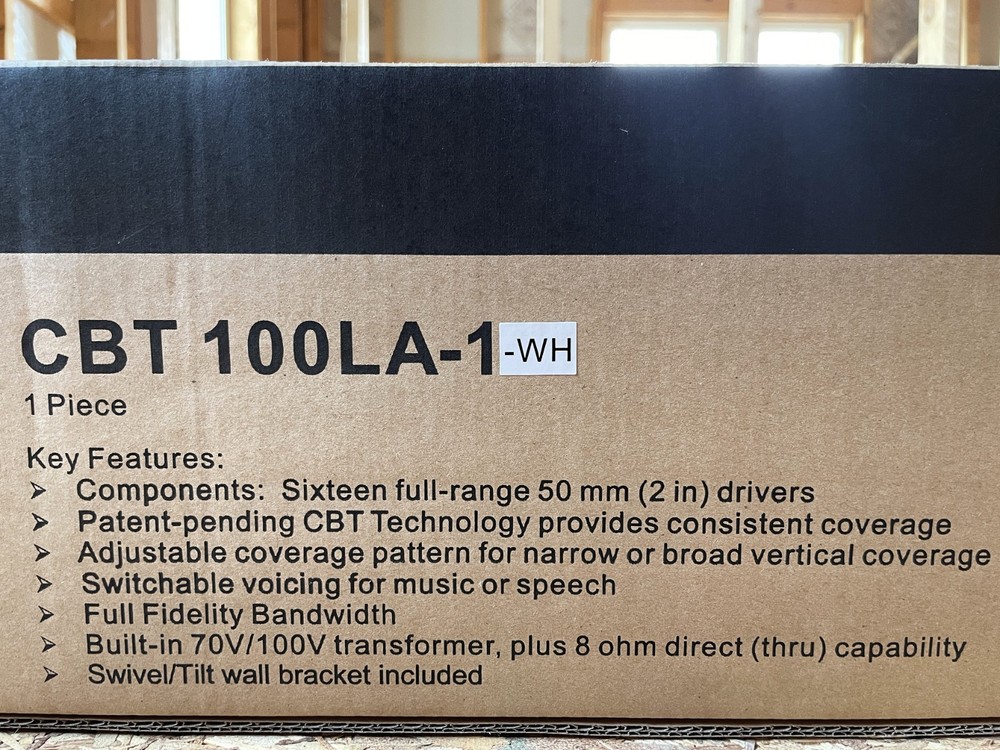 CBT 100LA-1-WH
1 Piece
Key Features:
➢ Components: Sixteen full-range 50 mm (2 in) drivers
➢ Patent-pending CBT Technology provides consistent coverage
➢ Adjustable coverage pattern for narrow or broad vertical coverage
➢ Switchable voicing for music or speech
➢ Full Fidelity Bandwidth
➢ Built-in 70V/100V transformer, plus 8 ohm direct (thru) capability
➢ Swivel/Tilt wall bracket included